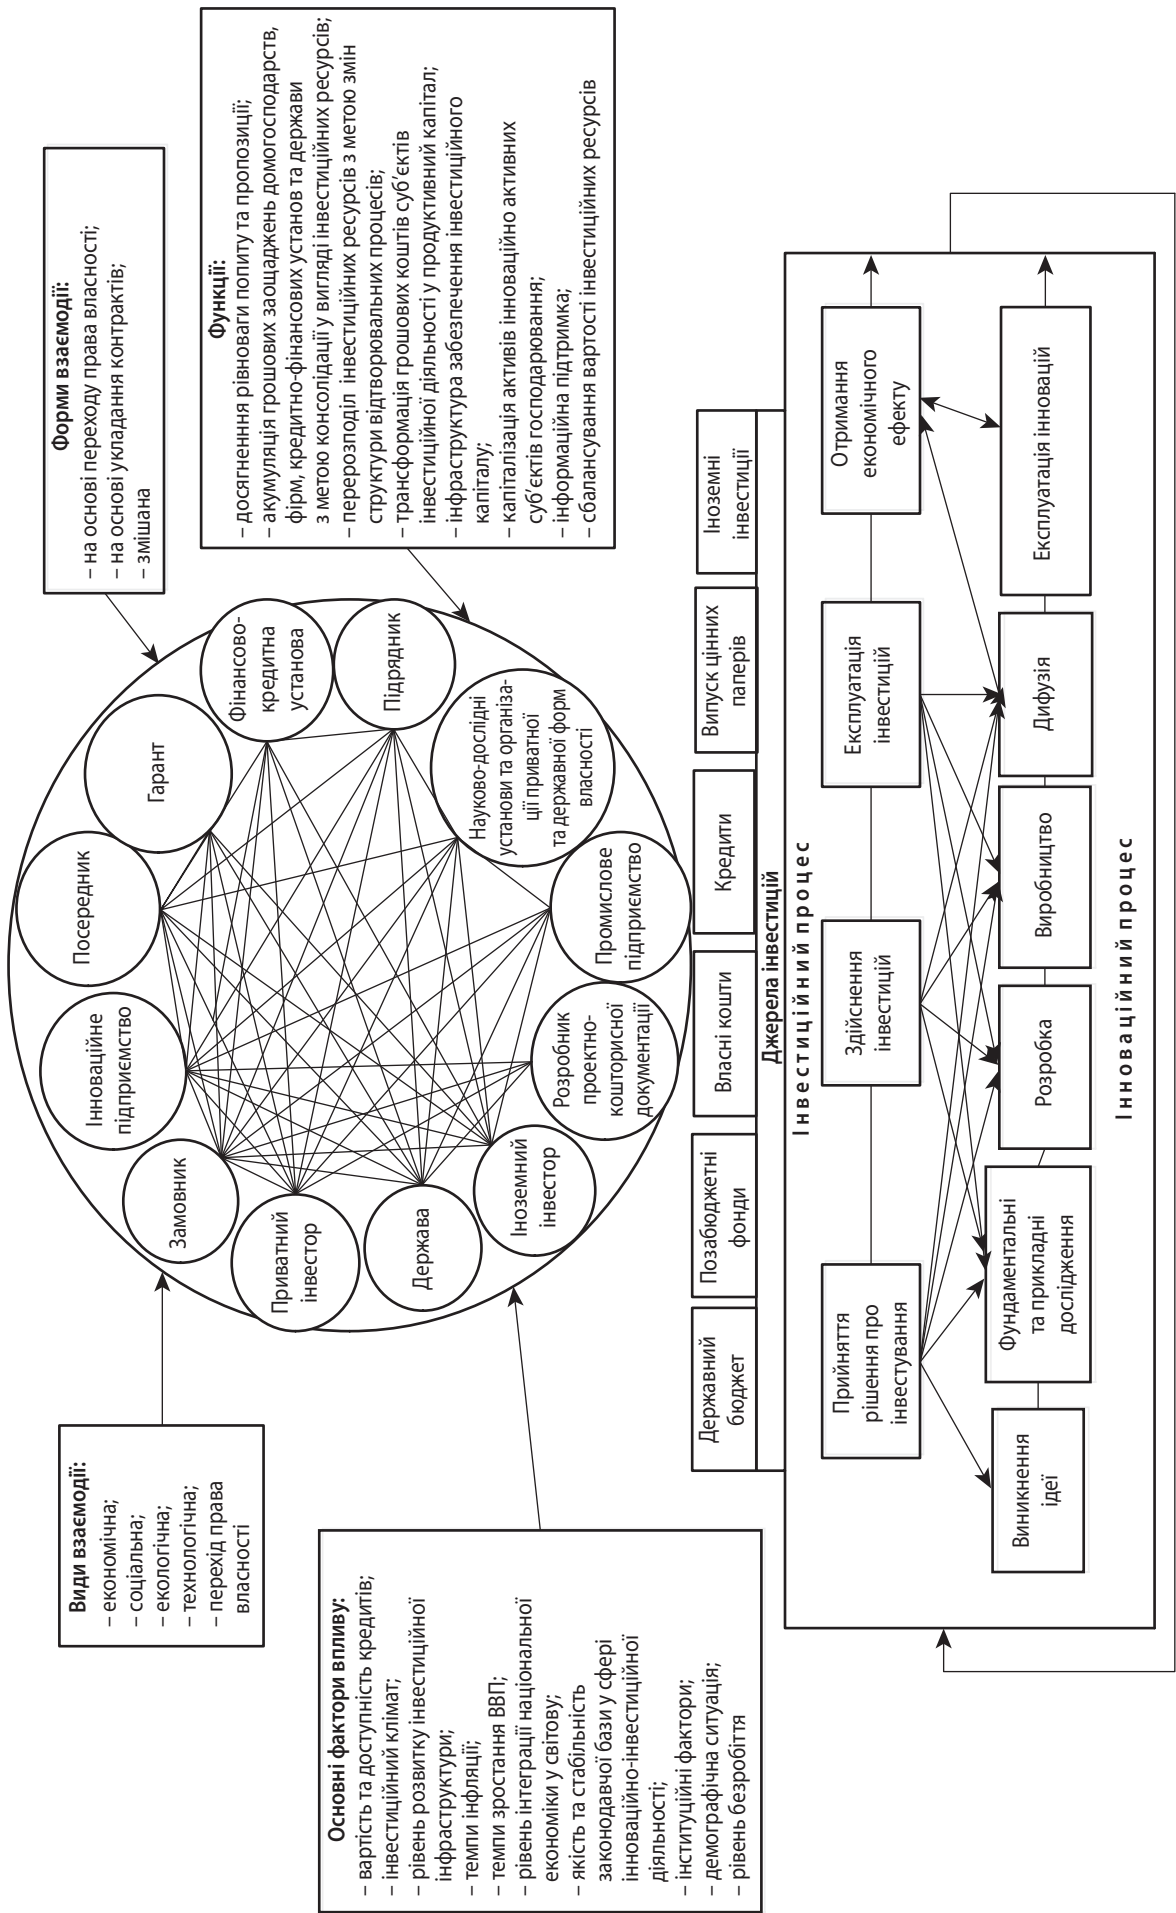 Види взаємодії:
– економічна;
– соціальна;
– екологічна;
– технологічна;
– перехід права
власності
Форми взаємодії:
– на основі переходу права власності;
– на основі укладання контрактів;
– змішана
Основні фактори впливу:
– вартість та доступність кредитів;
– інвестиційний клімат;
– рівень розвитку інвестиційної
інфраструктури;
– темпи інфляції;
– темпи зростання ВВП;
– рівень інтеграції національної
економіки у світову;
– якість та стабільність
законодавчої бази у сфері
інноваційно-інвестиційної
діяльності;
– інституційні фактори;
– демографічна ситуація;
– рівень безробіття
Посередник
Інноваційне
підприємство
Гарант
Замовник
Фінансово-
кредитна
установа
Приватний
інвестор
Підрядник
Держава
Науково-дослідні
установи та організа-
ції приватної
та державної форм
власності
Іноземний
інвестор
Розробник
проектно-
кошторисної
документації
Промислове
підприємство
Функції:
– досягнення рівноваги попиту та пропозиції;
– акумуляція грошових заощаджень домогосподарств,
фірм, кредитно-фінансових установ та держави
з метою консолідації у вигляді інвестиційних ресурсів;
– перерозподіл інвестиційних ресурсів з метою змін
структури відтворювальних процесів;
– трансформація грошових коштів суб’єктів
інвестиційної діяльності у продуктивний капітал;
– інфраструктура забезпечення інвестиційного
капіталу;
– капіталізація активів інноваційно активних
суб’єктів господарювання;
– інформаційна підтримка;
– сбалансування вартості інвестиційних ресурсів
Державний
бюджет
Позабюджетні
фонди
Власні кошти
Кредити
Випуск цінних
паперів
Іноземні
інвестиції
Джерела інвестицій
Інвестиційний процес
Прийняття
рішення про
інвестування
Здійснення
інвестицій
Експлуатація
інвестицій
Отримання
економічного
ефекту
Виникнення
ідеї
Фундаментальні
та прикладні
дослідження
Розробка
Виробництво
Дифузія
Експлуатація інновацій
Інноваційний процес